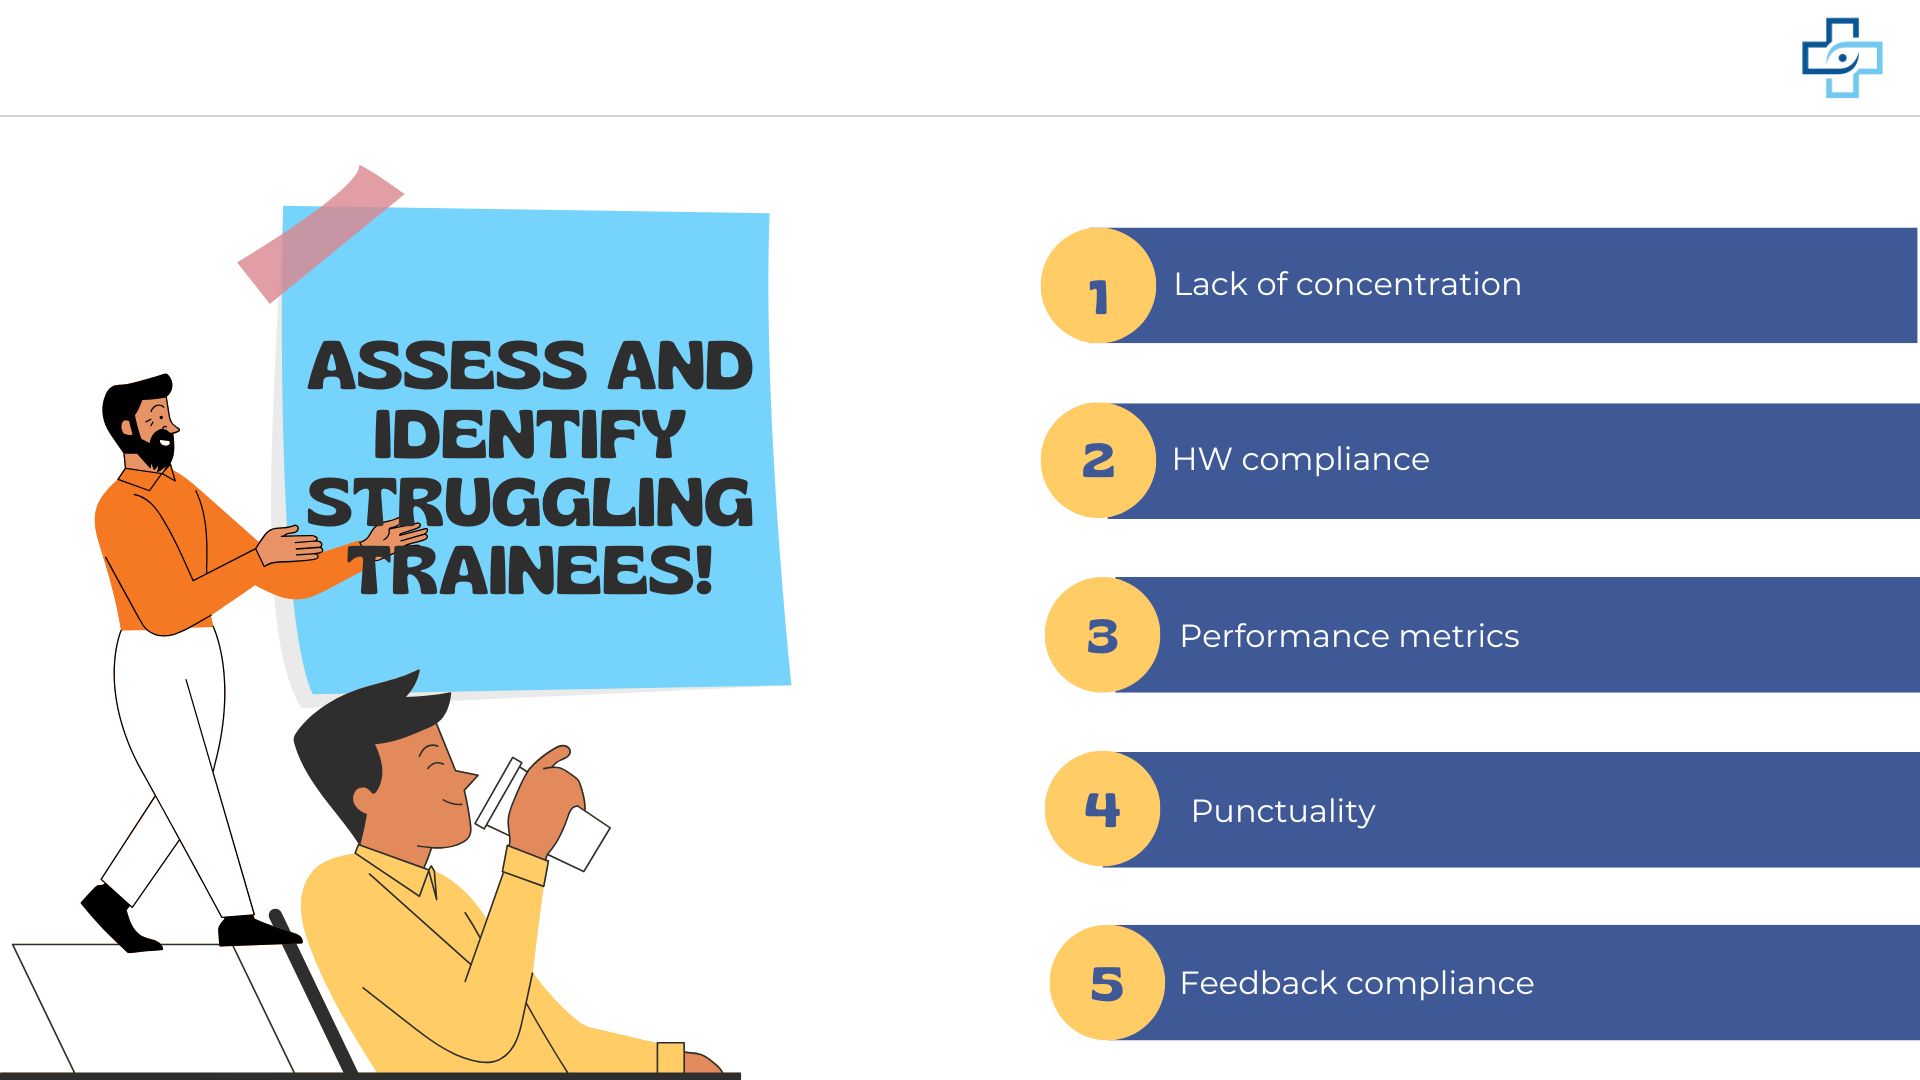 ASSESS AND
IDENTIFY
STRUGGLING
TRAINEES!
1 Lack of concentration
2 HW compliance
3 Performance metrics
4 Punctuality
5 Feedback compliance